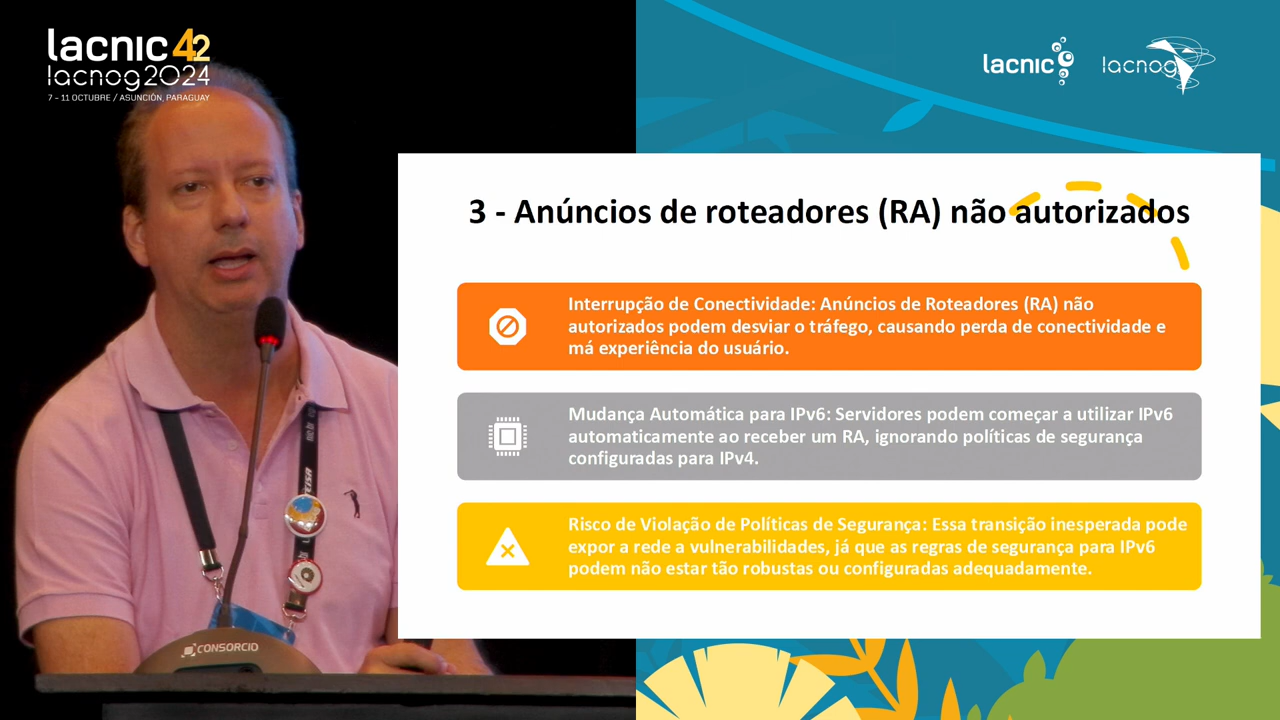 lacnic 42
lacnog2024
7 - 11 OCTUBRE / ASUNCIÓN, PARAGUAY
lacnic
lacnog
3 - Anúncios de roteadores (RA) não autorizados
Interrupção de Conectividade: Anúncios de Roteadores (RA) não
autorizados podem desviar o tráfego, causando perda de conectividade e
má experiência do usuário.
Mudança Automática para IPv6: Servidores podem começar a utilizar IPv6
automaticamente ao receber um RA, ignorando políticas de segurança
configuradas para IPv4.
Risco de Violação de Políticas de Segurança: Essa transição inesperada pode
expor a rede a vulnerabilidades, já que as regras de segurança para IPv6
podem não estar tão robustas ou configuradas adequadamente.
nic.br
CONSORCIO